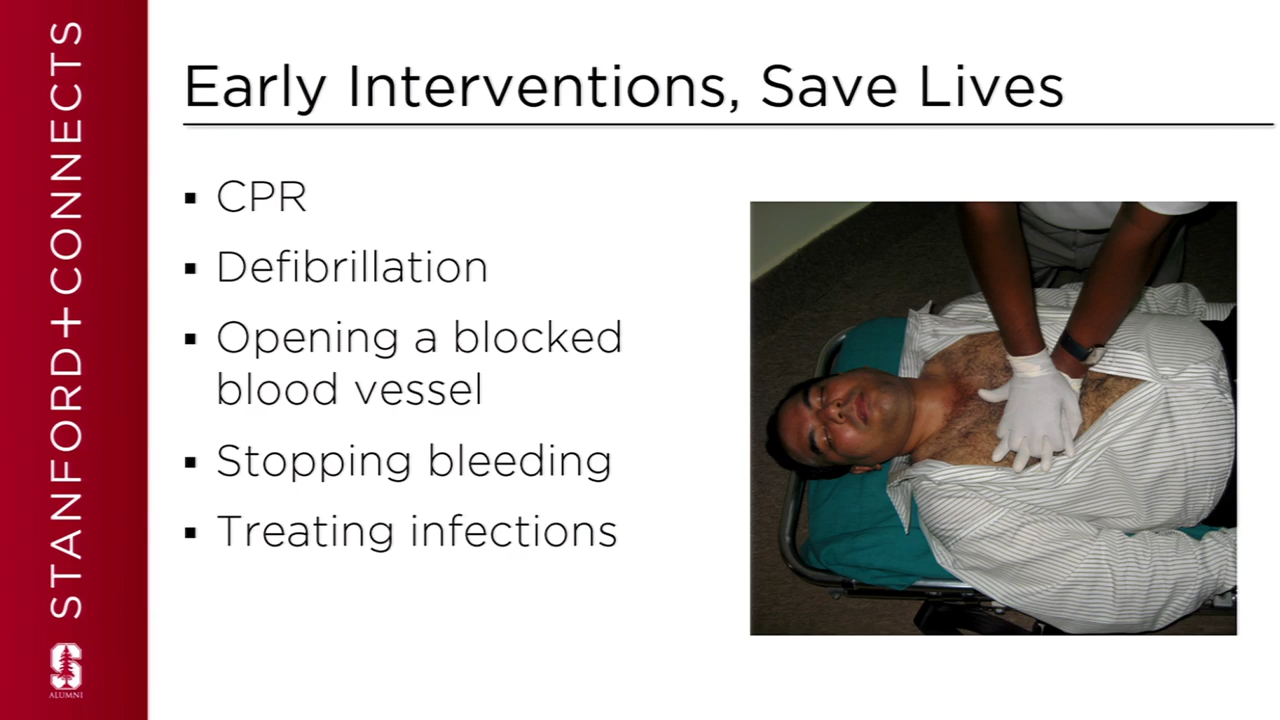 STANFORD+CONNECTS
S
ALUMNI
Early Interventions, Save Lives
▪ CPR
▪ Defibrillation
▪ Opening a blocked
blood vessel
▪ Stopping bleeding
▪ Treating infections